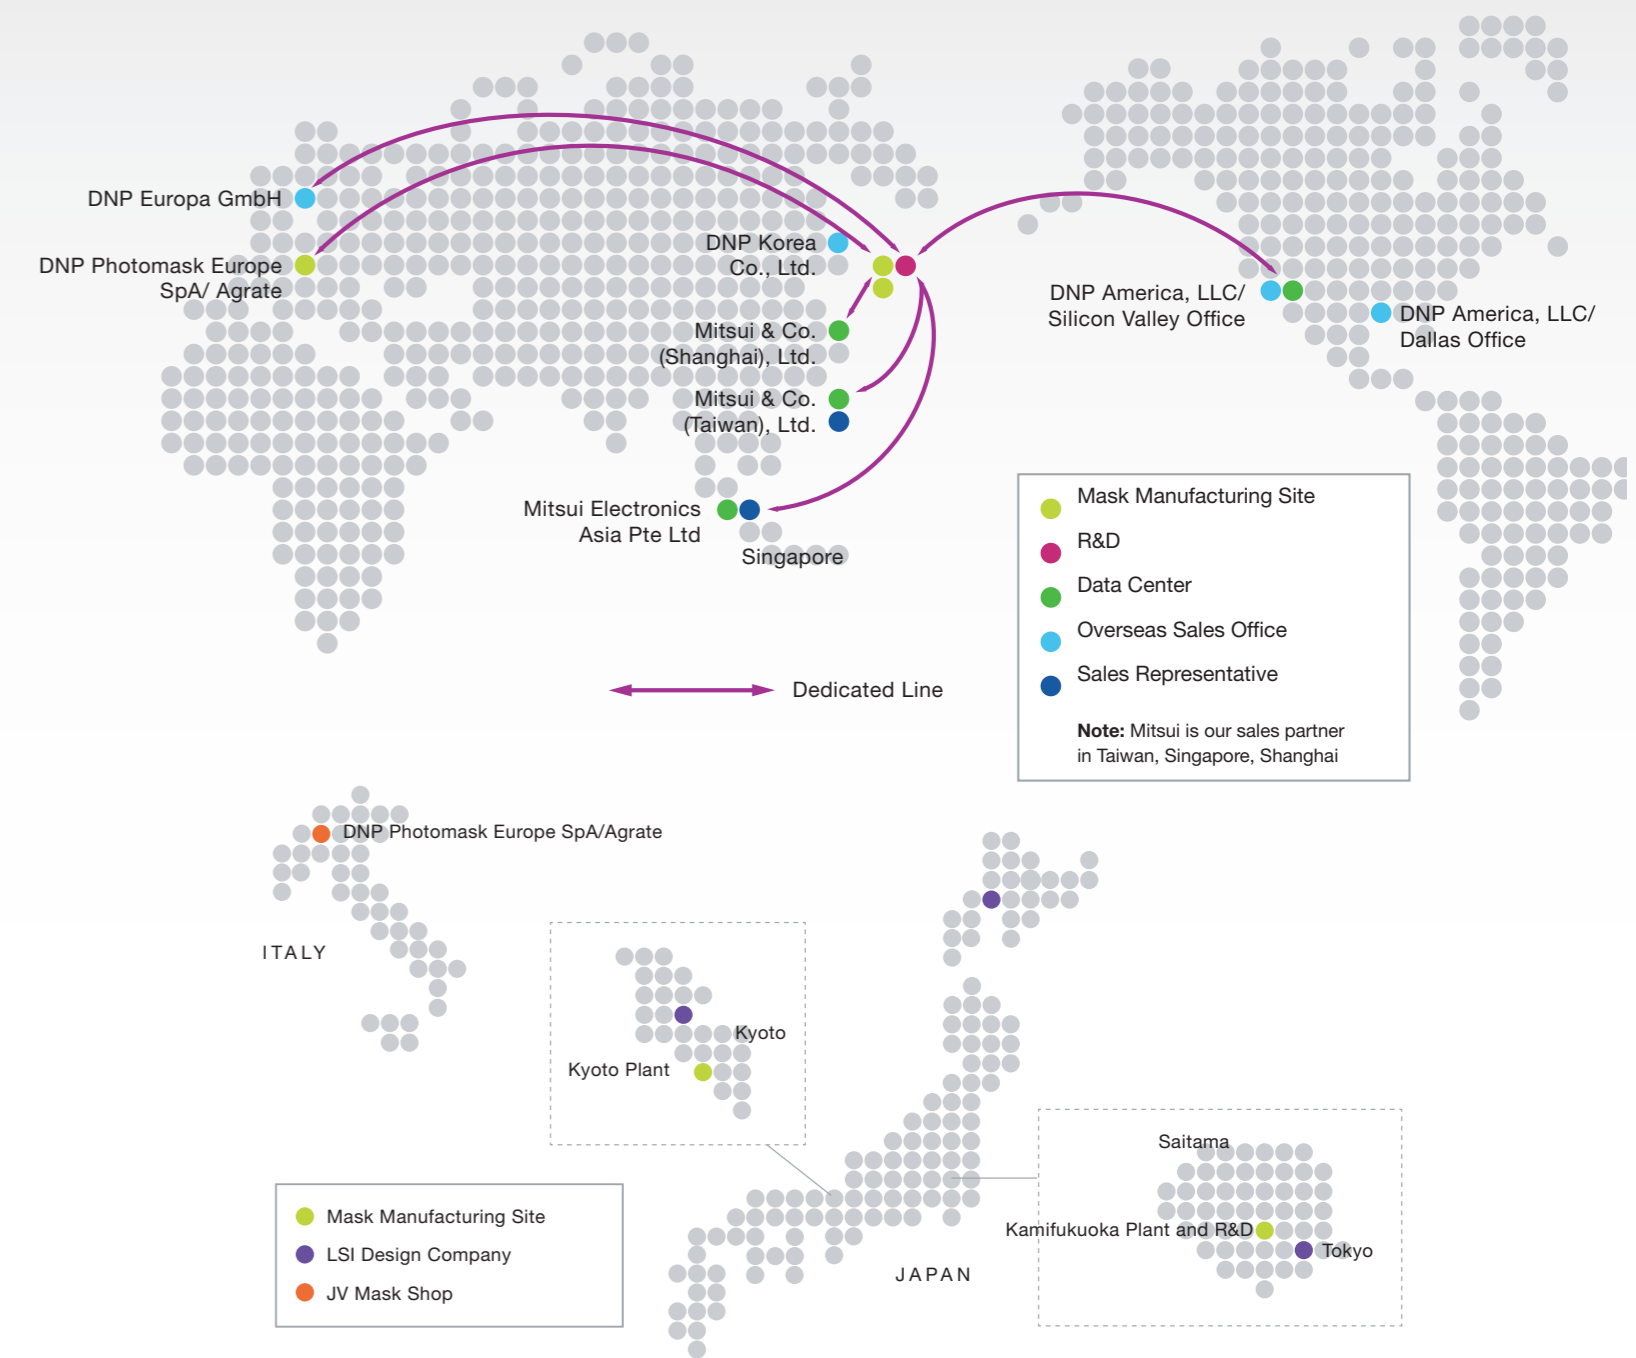 DNP Europa GmbH
DNP Photomask Europe
SpA/ Agrate
DNP Korea
Co., Ltd.
Mitsui & Co.
(Shanghai), Ltd.
Mitsui & Co.
(Taiwan), Ltd.
Mitsui Electronics
Asia Pte Ltd
Singapore
DNP America, LLC/
Silicon Valley Office
DNP America, LLC/
Dallas Office
Mask Manufacturing Site
R&D
Data Center
Overseas Sales Office
Sales Representative
Note: Mitsui is our sales partner
in Taiwan, Singapore, Shanghai
Dedicated Line
DNP Photomask Europe SpA/Agrate
ITALY
Kyoto
Kyoto Plant
Saitama
Kamifukuoka Plant and R&D
Tokyo
JAPAN
Mask Manufacturing Site
LSI Design Company
JV Mask Shop